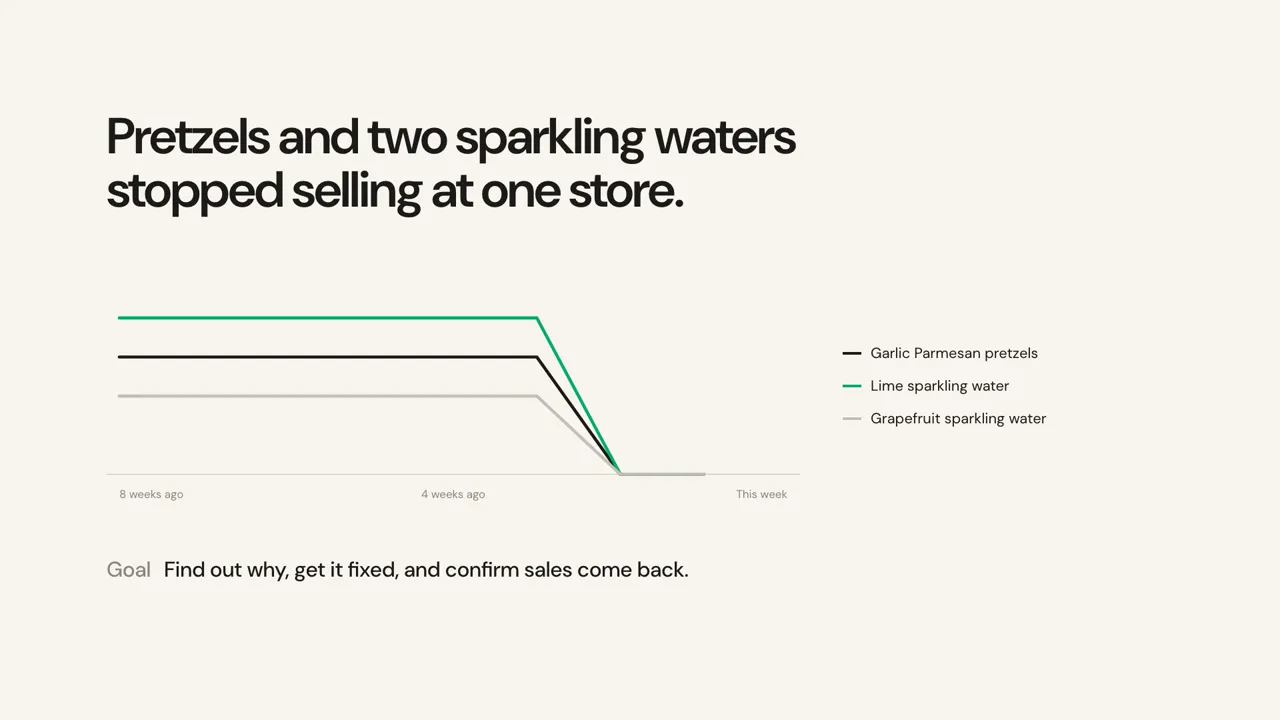 Pretzels and two sparkling waters
stopped selling at one store.
Garlic Parmesan pretzels
Lime sparkling water
Grapefruit sparkling water
8 weeks ago
4 weeks ago
This week
Goal Find out why, get it fixed, and confirm sales come back.